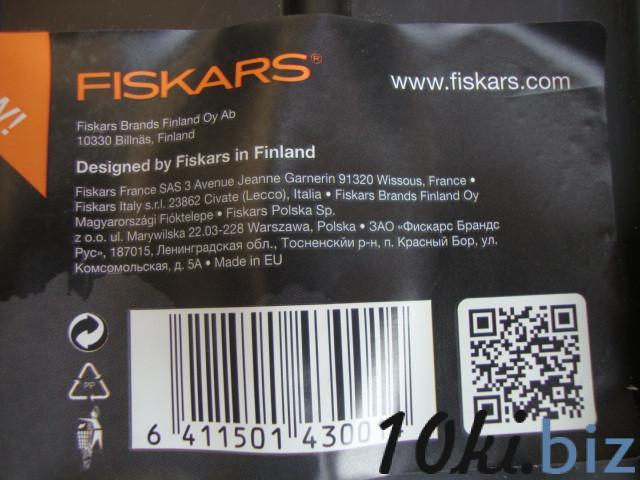 W!
FISKARS®
www.fiskars.com
Fiskars Brands Finland Oy Ab
10330 Billnäs, Finland
Designed by Fiskars in Finland
Fiskars France SAS 3 Avenue Jeanne Garnerin 91320 Wissous, France •
Fiskars Italy s.r.l. 23862 Civate (Lecco), Italia • Fiskars Brands Finland Oy
Magyarországi Fióktelepe • Fiskars Polska Sp.
z o.o. ul. Marywilska 22.03-228 Warszawa, Polska • ЗАО «Фискарс Брандс
Рус», 187015, Ленинградская обл., Тосненскйи р-н, п. Красный Бор, ул.
Комсомольская, д. 5А • Made in EU
PP
6 411501 4300
10ki.biz